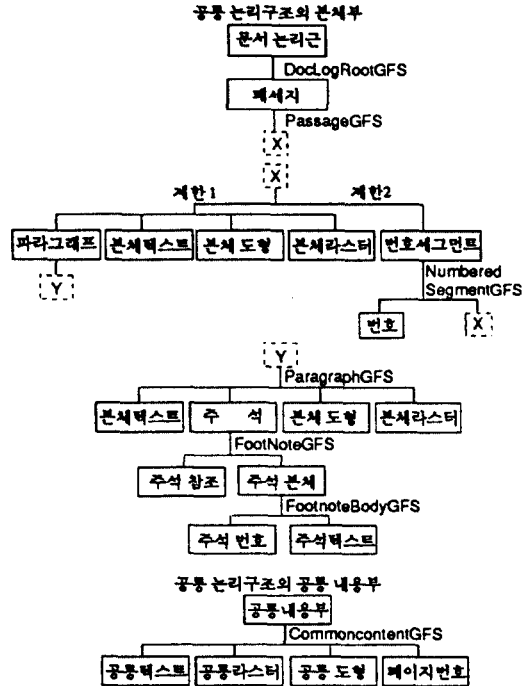 공통 논리구조의 본체부
문서 논리근
DocLogRootGFS
패세지
PassageGFS
X
X
제한1 제한2
파라그래프 본체텍스트 본체 도형 본체라스터 번호세그먼트
Y
Numbered
SegmentGFS
번호 X
Y
ParagraphGFS
본체텍스트 주 석 본체 도형 본체라스터
FootNoteGFS
주석 참조 주석 본체
FootnoteBodyGFS
주석 번호 주석텍스트
공통 논리구조의 공통 내용부
공통내용부
CommoncontentGFS
공통텍스트 공통라스터 공통 도형 페이지번호